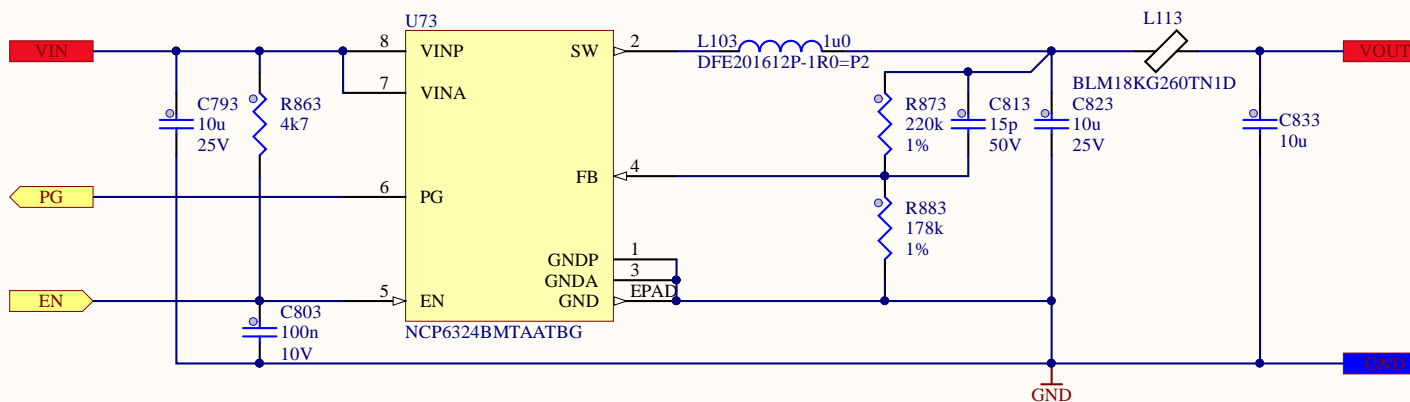 U73
VIN
8
VINP
7
VINA
SW
2
L103
1u0
DFE201612P-1R0=P2
L113
BLM18KG260TN1D
VOUT
C793
10u
25V
R863
4k7
R873
220k
1%
C813
15p
50V
C823
10u
25V
C833
10u
PG
6
PG
FB
4
R883
178k
1%
GNDP
1
GNDA
3
GND
EPAD
EN
5
EN
C803
100n
10V
NCP6324BMTAATBG
GND
GND